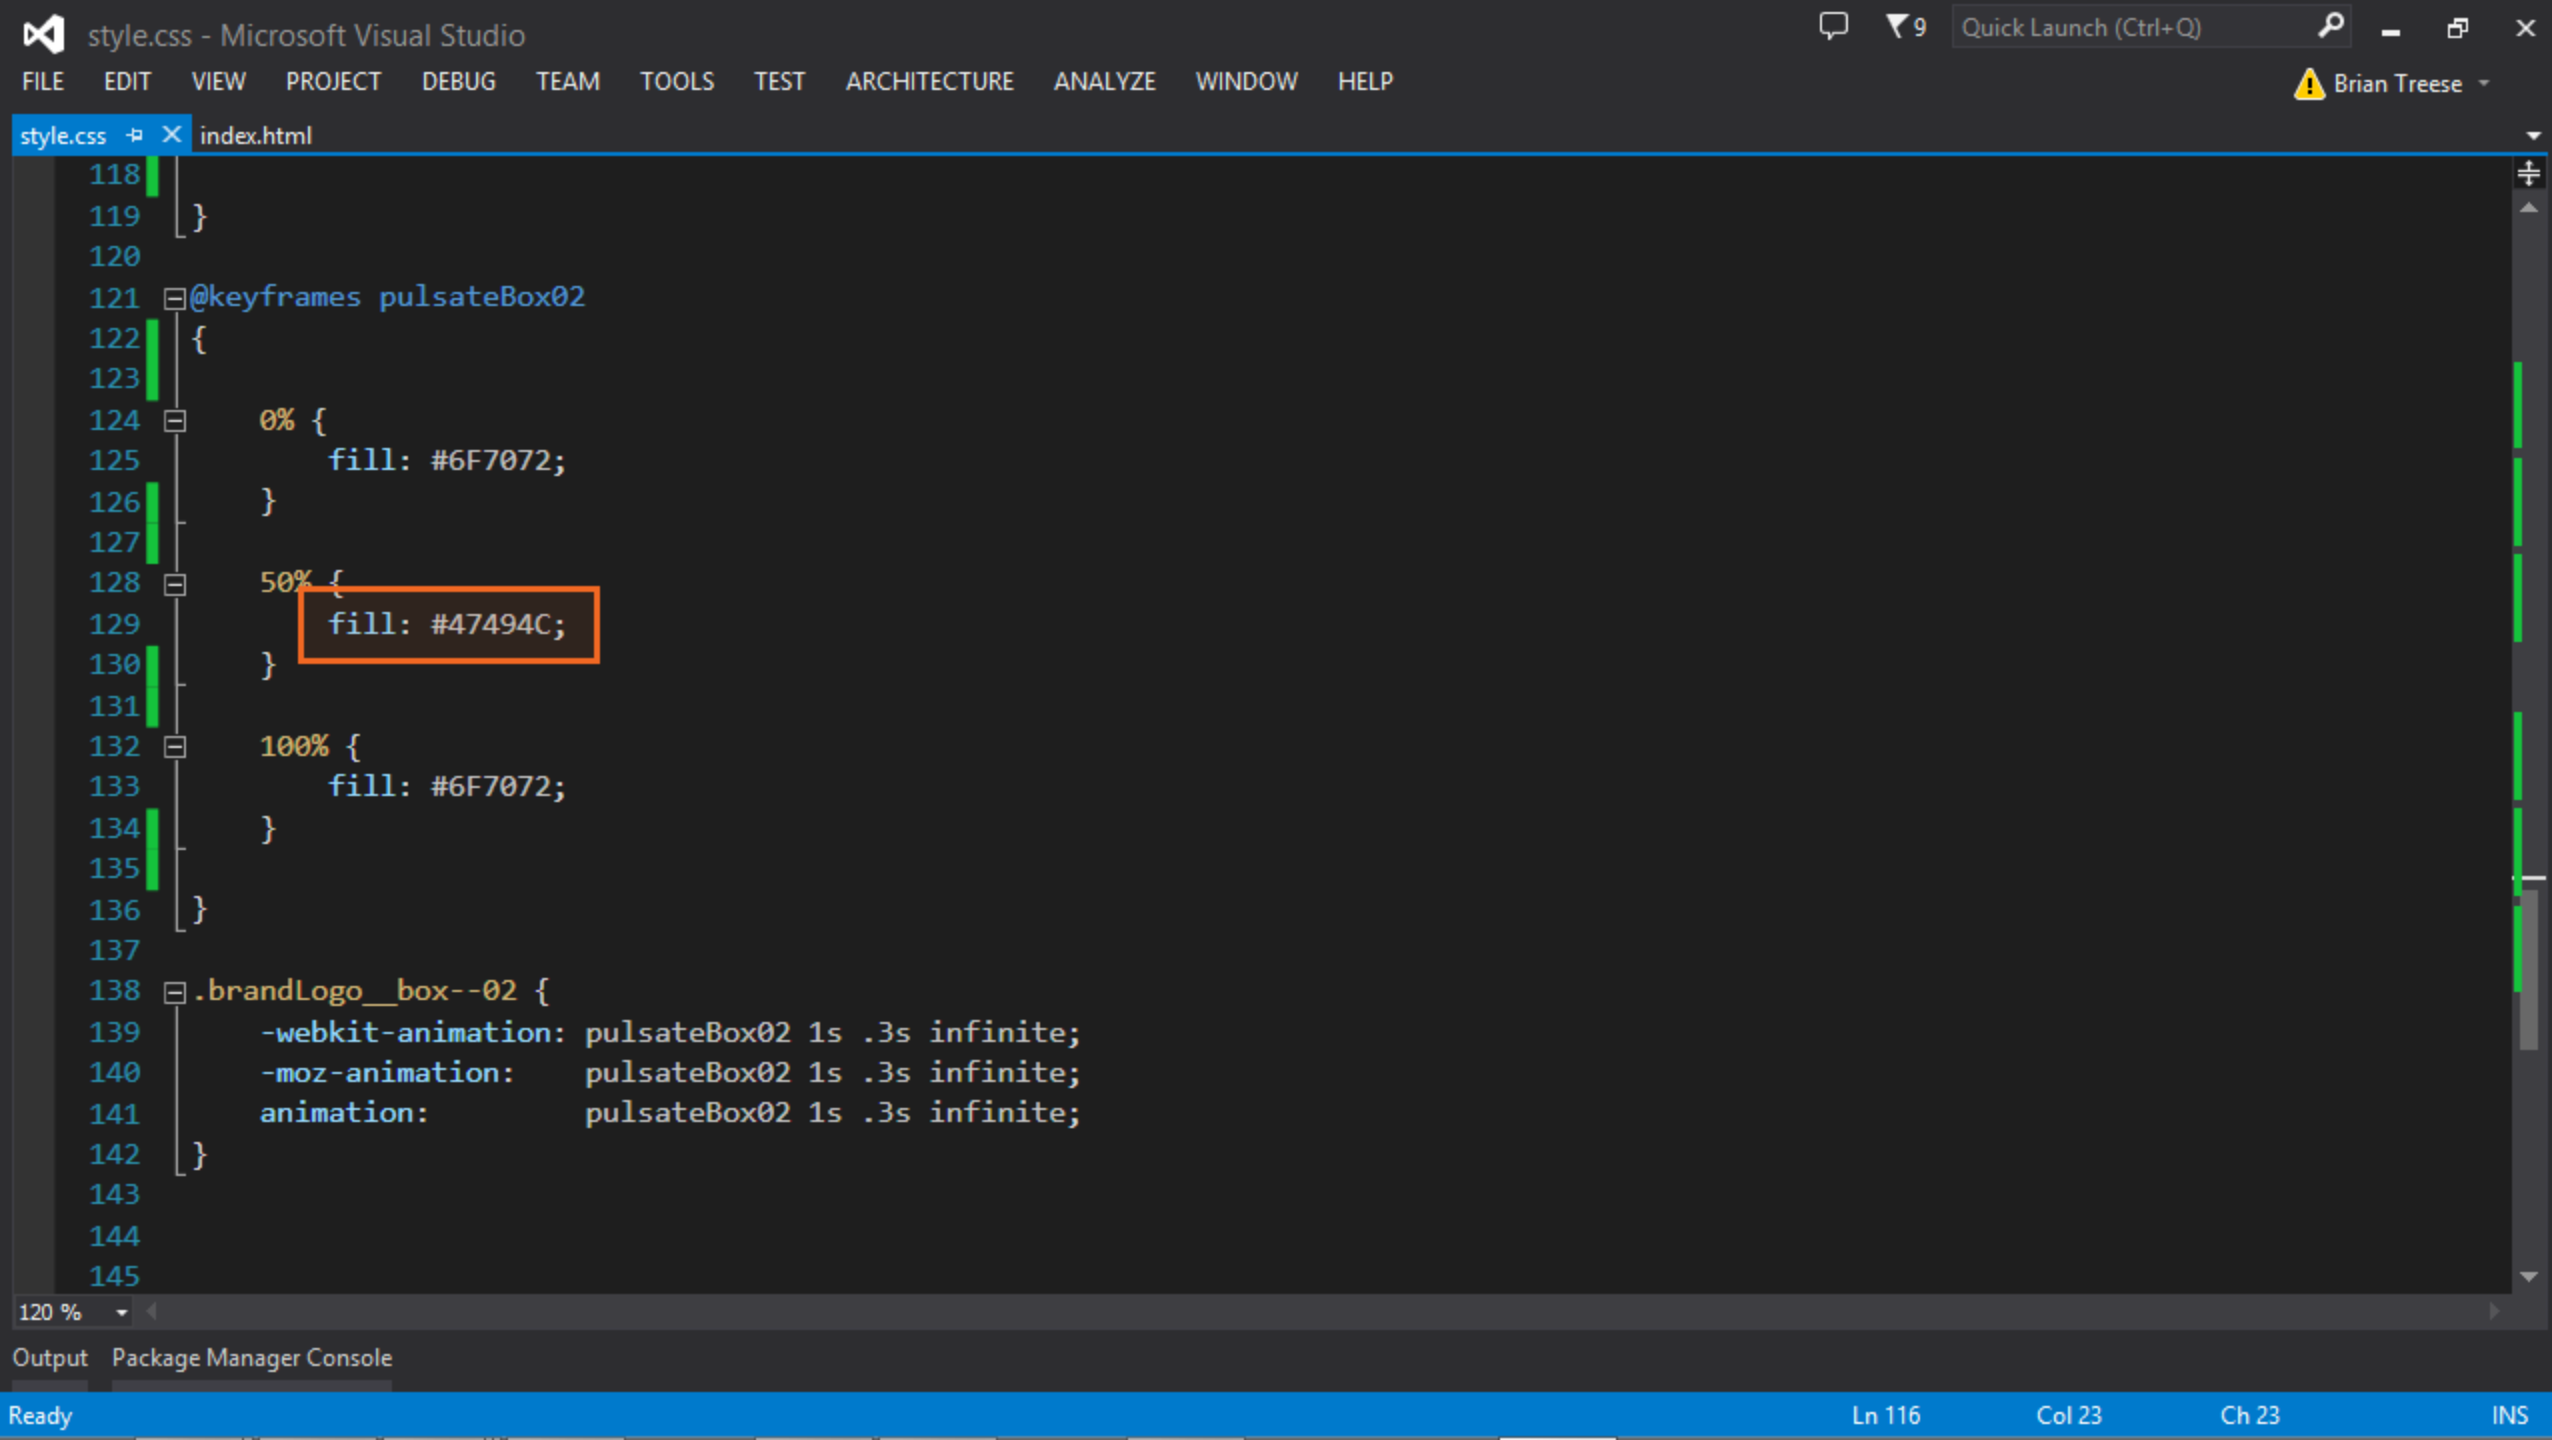 style.css - Microsoft Visual Studio
9
Quick Launch (Ctrl+Q)
FILE EDIT VIEW PROJECT DEBUG TEAM TOOLS TEST ARCHITECTURE ANALYZE WINDOW HELP
Brian Treese
style.css index.html
118
119 }
120
121 @keyframes pulsateBox02
122 {
123
124 0% {
125 fill: #6F7072;
126 }
127
128 50% {
129 fill: #47494C;
130 }
131
132 100% {
133 fill: #6F7072;
134 }
135
136 }
137
138 .brandLogo__box--02 {
139 -webkit-animation: pulsateBox02 1s .3s infinite;
140 -moz-animation: pulsateBox02 1s .3s infinite;
141 animation: pulsateBox02 1s .3s infinite;
142 }
143
144
145
120 %
Output Package Manager Console
Ready Ln 116 Col 23 Ch 23 INS